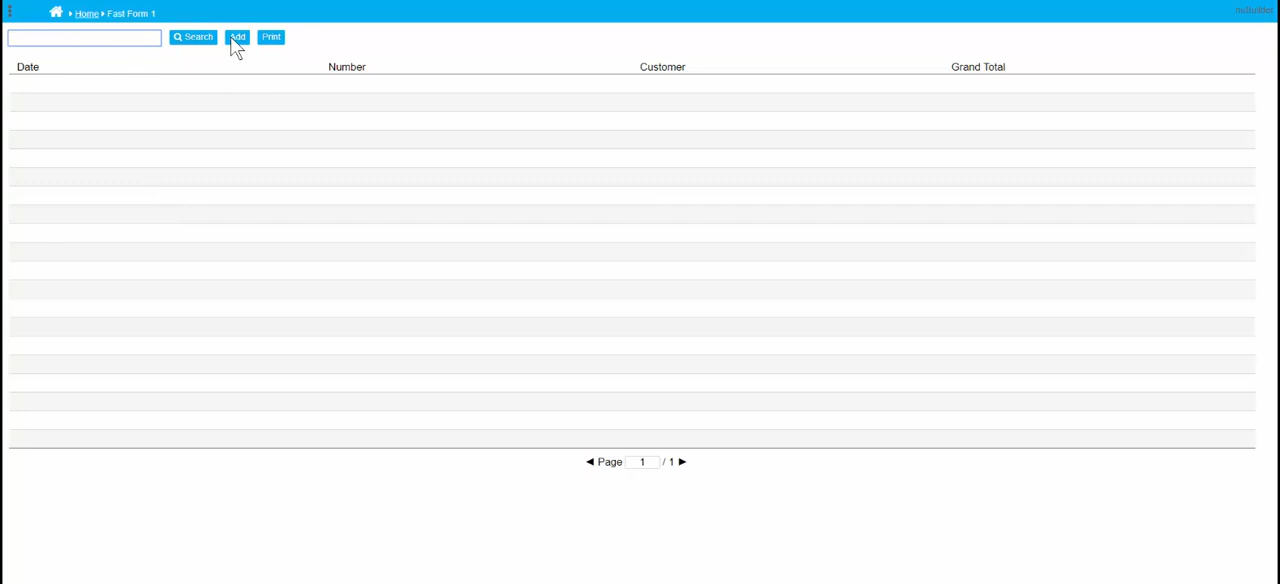 Home Fast Form 1
nuBuilder
Search Add Print
Date Number Customer Grand Total
Page 1 / 1